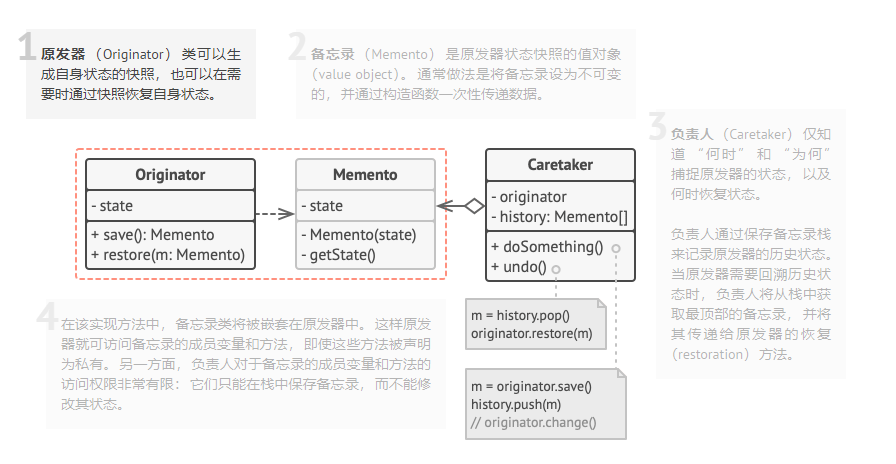 1
原发器（Originator） 类可以生
成自身状态的快照，也可以在需
要时通过快照恢复自身状态。
2
备忘录 （Memento） 是原发器状态快照的值对象
（value object）。 通常做法是将备忘录设为不可变
的，并通过构造函数一次性传递数据。
3
负责人（Caretaker） 仅知
道 “何时” 和 “为何”
捕捉原发器的状态， 以及
何时恢复状态。
负责人通过保存备忘录栈
来记录原发器的历史状态。
当原发器需要回溯历史状
态时， 负责人将从栈中获
取最顶部的备忘录， 并将
其传递给原发器的恢复
（restoration） 方法。
Originator
- state
+ save(): Memento
+ restore(m: Memento)
Memento
- state
- Memento(state)
- getState()
Caretaker
- originator
- history: Memento[]
+ doSomething()
+ undo()
m = history.pop()
originator.restore(m)
m = originator.save()
history.push(m)
// originator.change()
4
在该实现方法中， 备忘录类将被嵌套在原发器中。 这样原发
器就可访问备忘录的成员变量和方法， 即使这些方法被声明
为私有。 另一方面， 负责人对于备忘录的成员变量和方法的
访问权限非常有限： 它们只能在栈中保存备忘录， 而不能修
改其状态。